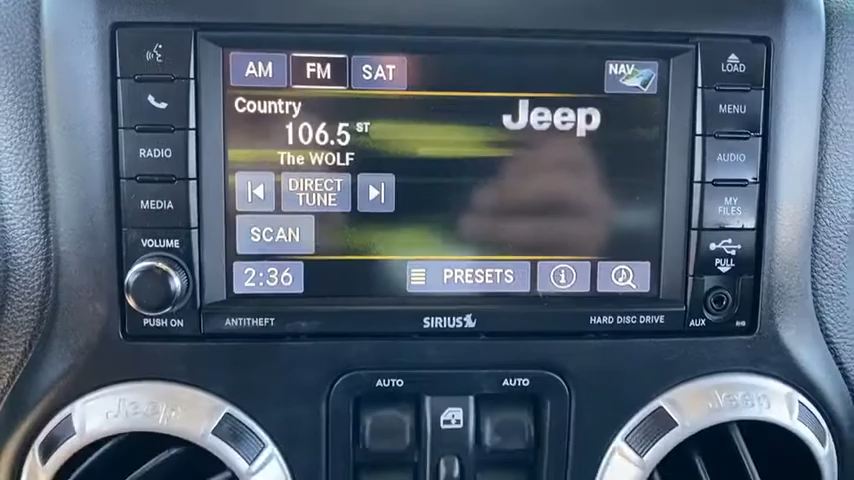 AM FM SAT NAV
Country
106.5 ST
The WOLF
Jeep
DIRECT
TUNE
SCAN
2:36 PRESETS
RADIO
MEDIA
VOLUME
PUSH ON
LOAD
MENU
AUDIO
MY
FILES
PULL
AUX
RHB
ANTITHEFT SIRIUS HARD DISC DRIVE
AUTO AUTO
Jeep Jeep